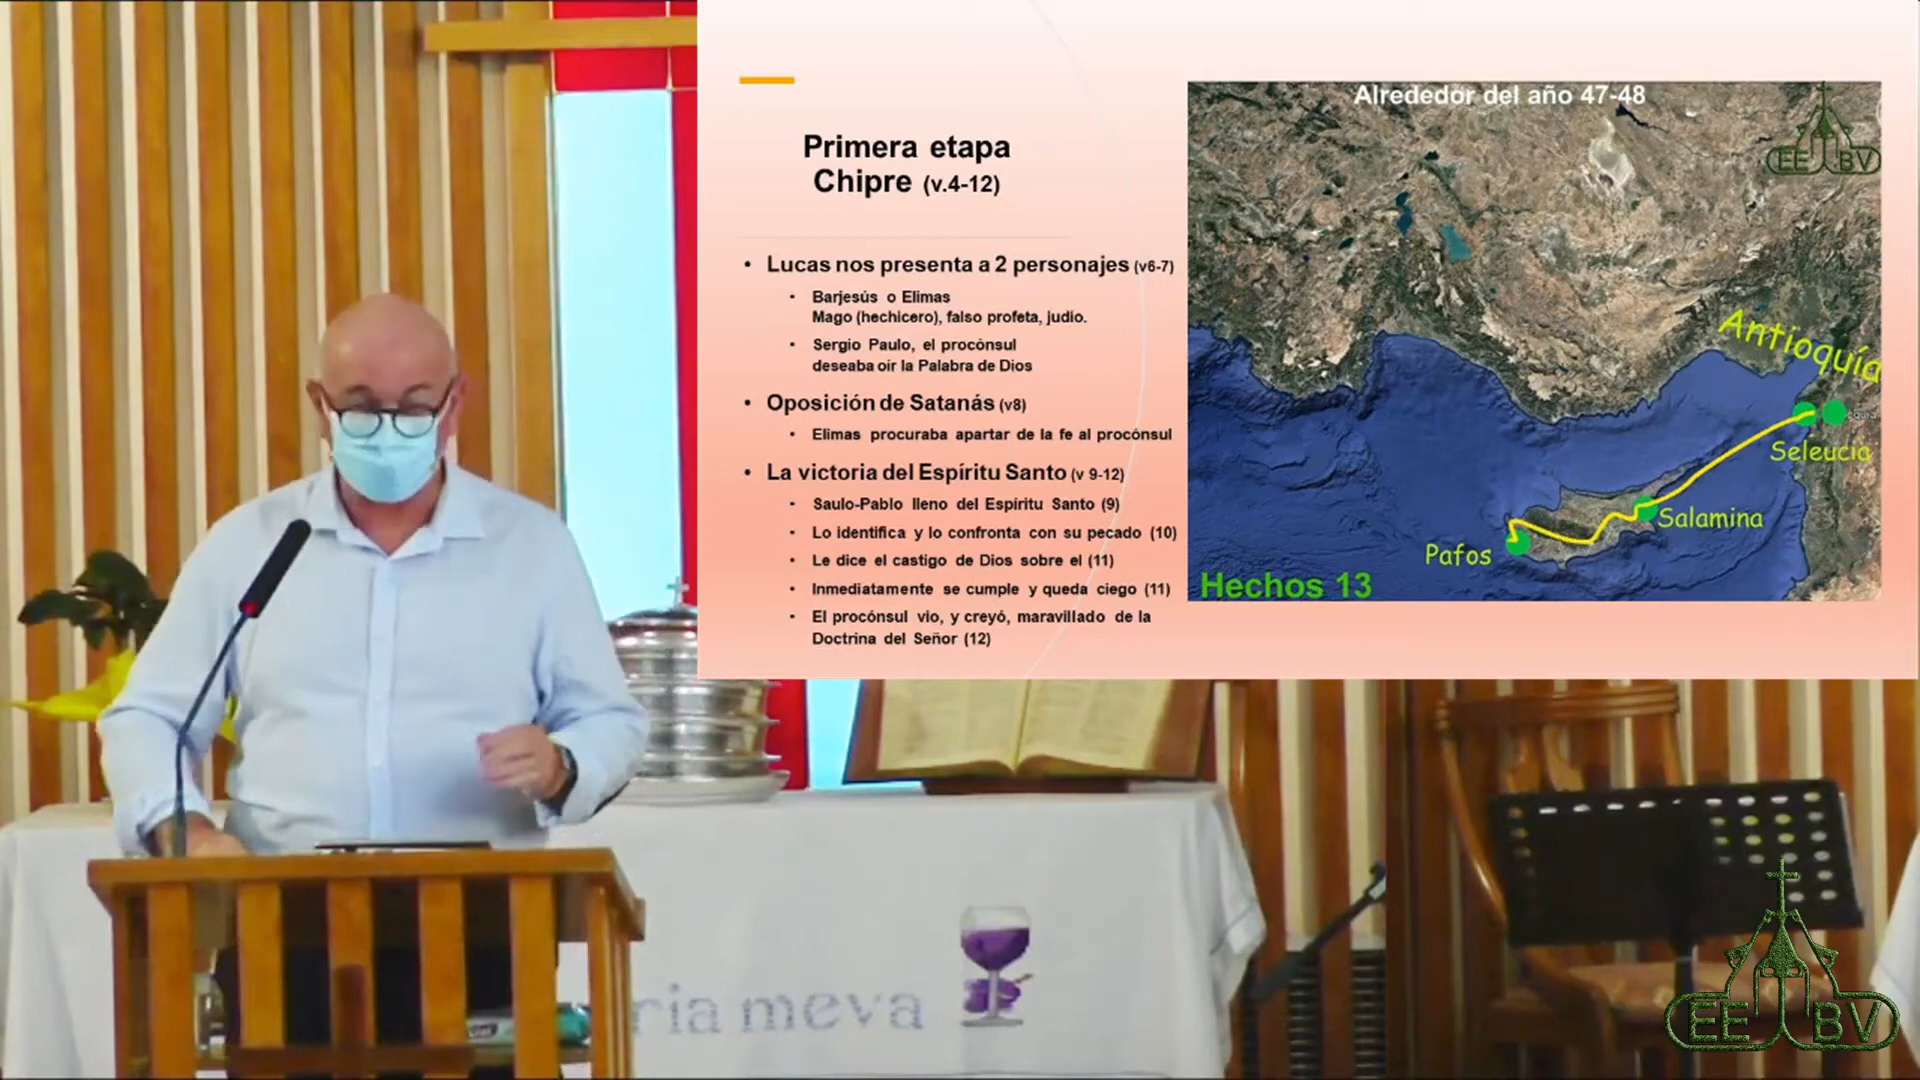 Primera etapa
Chipre (v.4-12)
• Lucas nos presenta a 2 personajes (v6-7)
• Barjesús o Elimas
Mago (hechicero), falso profeta, judio.
• Sergio Paulo, el procònsul
deseaba oír la Palabra de Dios
• Oposición de Satanás (v8)
• Elimas procuraba apartar de la fe al procónsul
• La victoria del Espíritu Santo (v 9-12)
• Saulo-Pablo lleno del Espíritu Santo (9)
• Lo identifica y lo confronta con su pecado (10)
• Le dice el castigo de Dios sobre el (11)
• Inmediatamente se cumple y queda ciego (11)
• El procónsul vio, y creyó, maravillado de la
Doctrina del Señor (12)
Alrededor del año 47-48
EE BV
Antioquía
Seleucia
Salamina
Pafos
Hechos 13
ria meva
EE BV